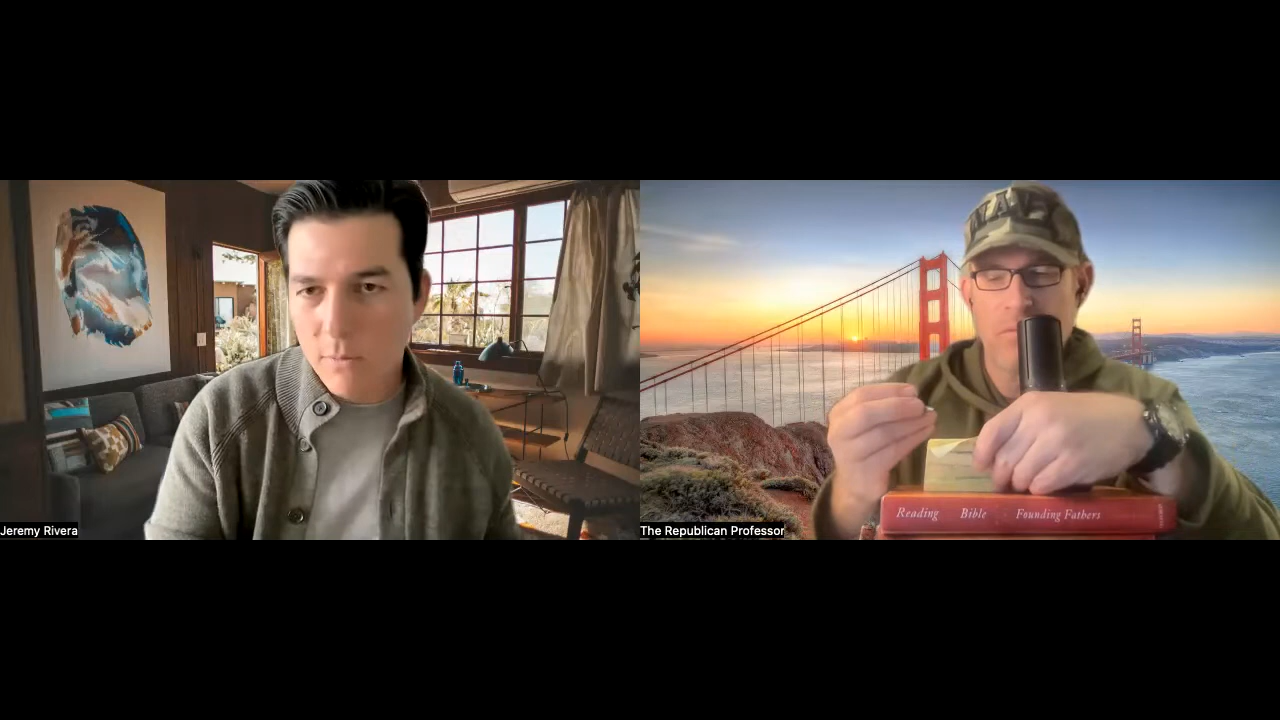 Jeremy Rivera
The Republican Professor
Reading Bible Founding Fathers